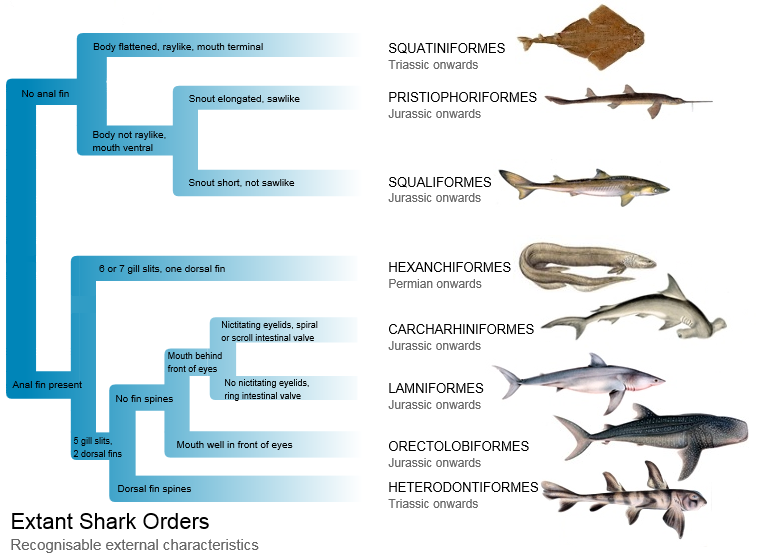 Body flattened, raylike, mouth terminal
SQUATINIFORMES
Triassic onwards
No anal fin
Snout elongated, sawlike
PRISTIOPHORIFORMES
Jurassic onwards
Body not raylike,
mouth ventral
Snout short, not sawlike
SQUALIFORMES
Jurassic onwards
6 or 7 gill slits, one dorsal fin
HEXANCHIFORMES
Permian onwards
Nictitating eyelids, spiral
or scroll intestinal valve
CARCHARHINIFORMES
Jurassic onwards
Mouth behind
front of eyes
Anal fin present
No fin spines
No nictitating eyelids,
ring intestinal valve
LAMNIFORMES
Jurassic onwards
5 gill slits,
2 dorsal fins
Mouth well in front of eyes
ORECTOLOBIFORMES
Jurassic onwards
Dorsal fin spines
HETERODONTIFORMES
Triassic onwards
Extant Shark Orders
Recognisable external characteristics